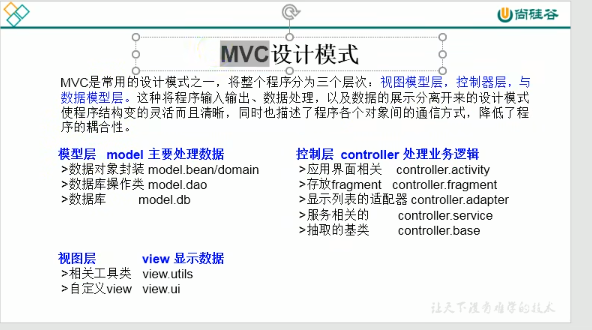 尚硅谷
MVC设计模式
MVC是常用的设计模式之一，将整个程序分为三个层次：视图模型层，控制器层，与
数据模型层。这种将程序输入输出、数据处理，以及数据的展示分离开来的设计模式
使程序结构变的灵活而且清晰，同时也描述了程序各个对象间的通信方式，降低了程
序的耦合性。
模型层 model 主要处理数据
>数据对象封装 model.bean/domain
>数据库操作类 model.dao
>数据库 model.db
控制层 controller 处理业务逻辑
>应用界面相关 controller.activity
>存放fragment controller.fragment
>显示列表的适配器 controller.adapter
>服务相关的 controller.service
>抽取的基类 controller.base
视图层 view 显示数据
>相关工具类 view.utils
>自定义view view.ui
让天下没有难学的技术